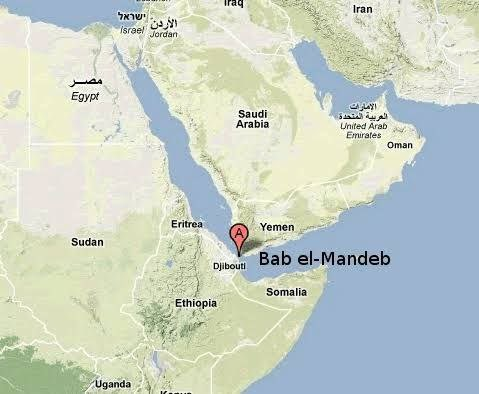 ישראל
Israel
الأردن
Jordan
Iraq
Iran
مصر
Egypt
Saudi
Arabia
الإمارات
العربية المتحدة
United Arab
Emirates
Oman
Eritrea
Yemen
Sudan
A
Djibouti
Bab el-Mandeb
Ethiopia
Somalia
Uganda
Kenya